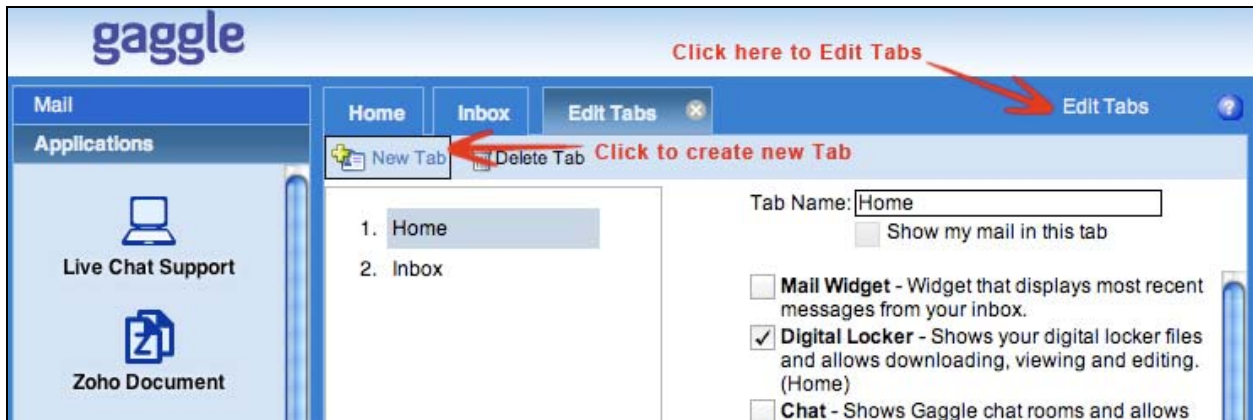 gaggle
Click here to Edit Tabs
Mail
Home
Inbox
Edit Tabs
Edit Tabs
?
Applications
New Tab
Delete Tab
Click to create new Tab
Live Chat Support
Zoho Document
1. Home
2. Inbox
Tab Name: Home
Show my mail in this tab
Mail Widget - Widget that displays most recent
messages from your inbox.
Digital Locker - Shows your digital locker files
and allows downloading, viewing and editing.
(Home)
Chat - Shows Gaggle chat rooms and allows